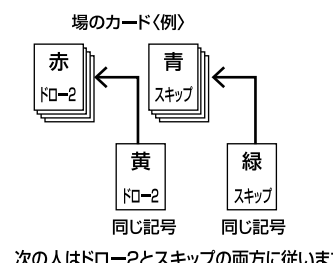 場のカード〈例〉
赤 青
ドロー2 スキップ
黄 緑
ドロー2 スキップ
同じ記号 同じ記号
次の人はドロー2とスキップの両方に従いま